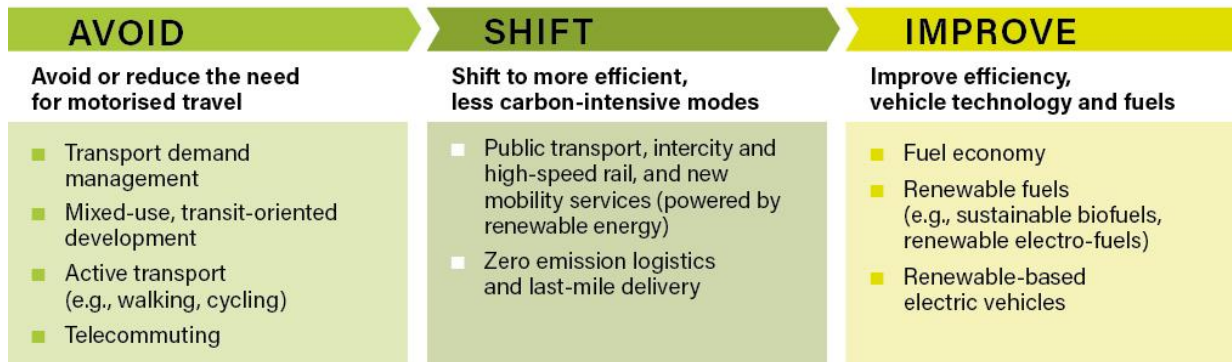 AVOID
Avoid or reduce the need
for motorised travel
Transport demand
management
Mixed-use, transit-oriented
development
Active transport
(e.g., walking, cycling)
Telecommuting
SHIFT
Shift to more efficient,
less carbon-intensive modes
Public transport, intercity and
high-speed rail, and new
mobility services (powered by
renewable energy)
Zero emission logistics
and last-mile delivery
IMPROVE
Improve efficiency,
vehicle technology and fuels
Fuel economy
Renewable fuels
(e.g., sustainable biofuels,
renewable electro-fuels)
Renewable-based
electric vehicles